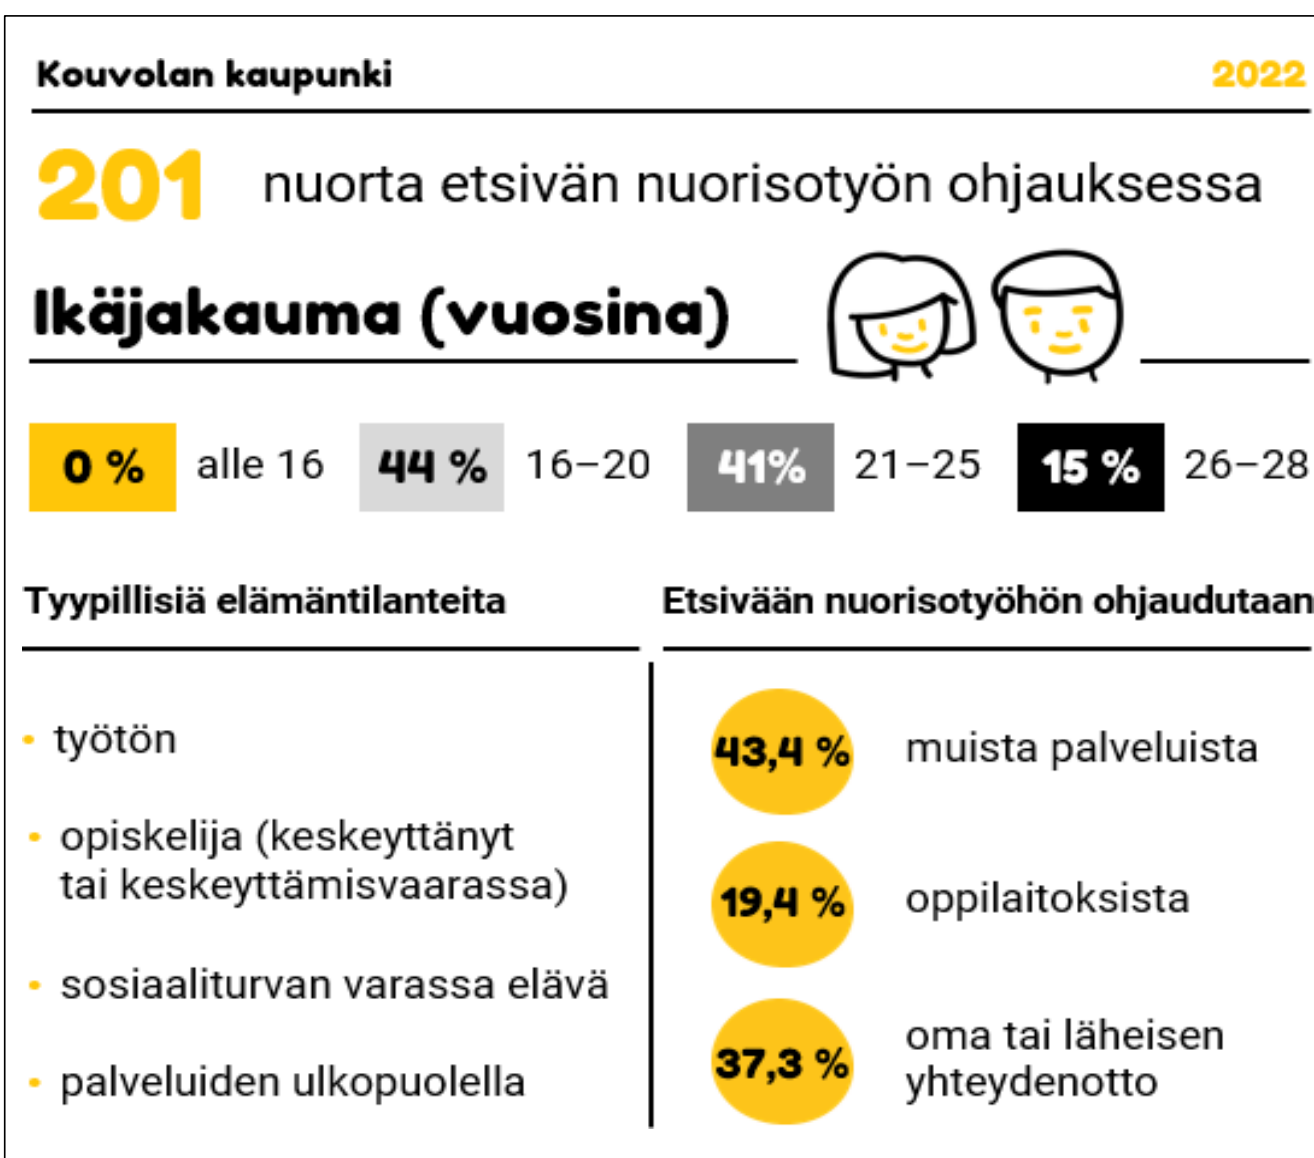 Kouvolan kaupunki 2022
201 nuorta etsivän nuorisotyön ohjauksessa
Ikäjakauma (vuosina)
0 % alle 16 44 % 16–20 41% 21–25 15 % 26–28
Tyypillisiä elämäntilanteita
• työtön
• opiskelija (keskeyttänyt
tai keskeyttämisvaarassa)
• sosiaaliturvan varassa elävä
• palveluiden ulkopuolella
Etsivään nuorisotyöhön ohjaudutaan
43,4 % muista palveluista
19,4 % oppilaitoksista
37,3 % oma tai läheisen
yhteydenotto